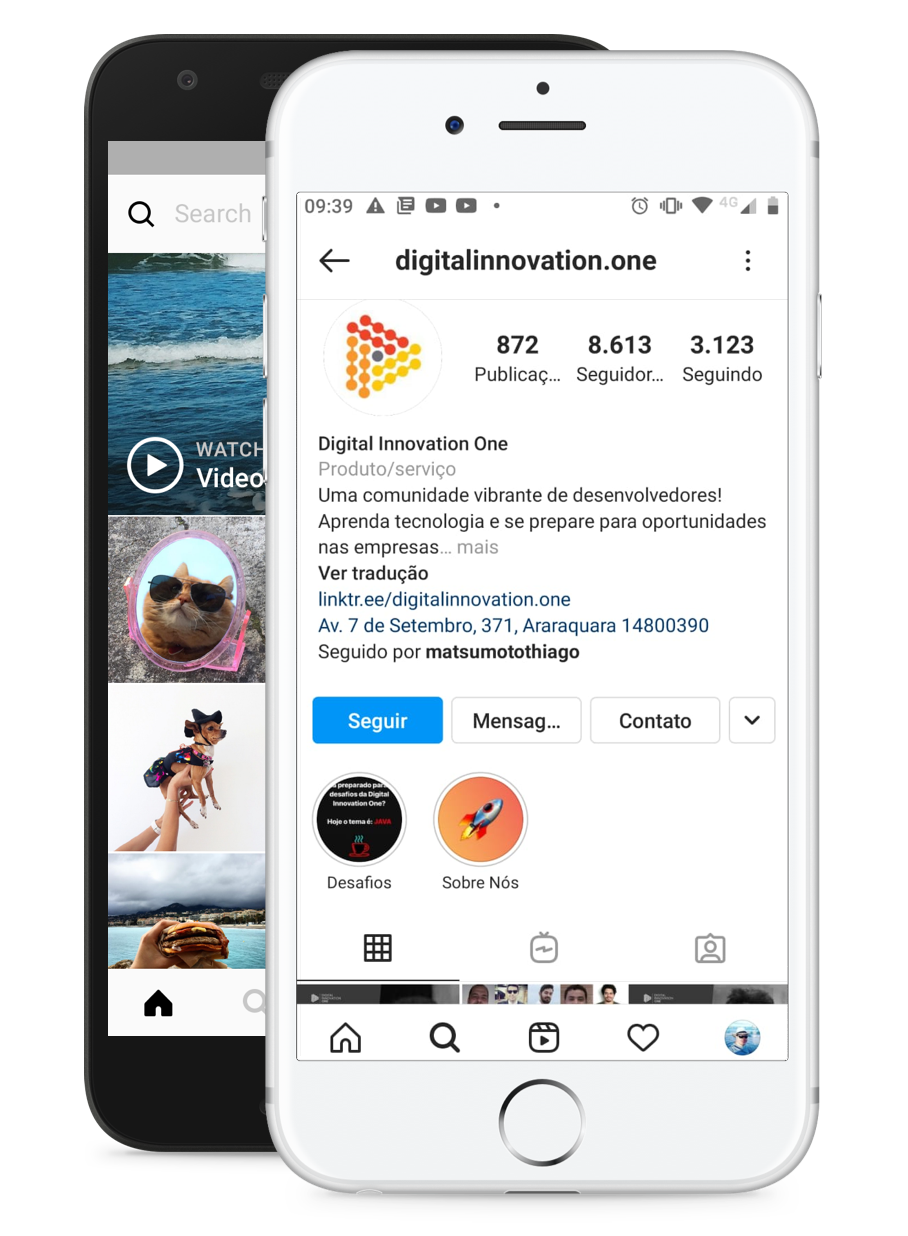 Search
WATCH
Video
09:39
4G
digitalinnovation.one
872
8.613
3.123
Publicaç...
Seguidor...
Seguindo
Digital Innovation One
Produto/serviço
Uma comunidade vibrante de desenvolvedores!
Aprenda tecnologia e se prepare para oportunidades
nas empresas... mais
Ver tradução
linktr.ee/digitalinnovation.one
Av. 7 de Setembro, 371, Araraquara 14800390
Seguido por matsumotothiago
Seguir
Mensag...
Contato
preparado para
desafios da Digital
Innovation One?
Hoje o tema é: JAVA
Desafios
Sobre Nós